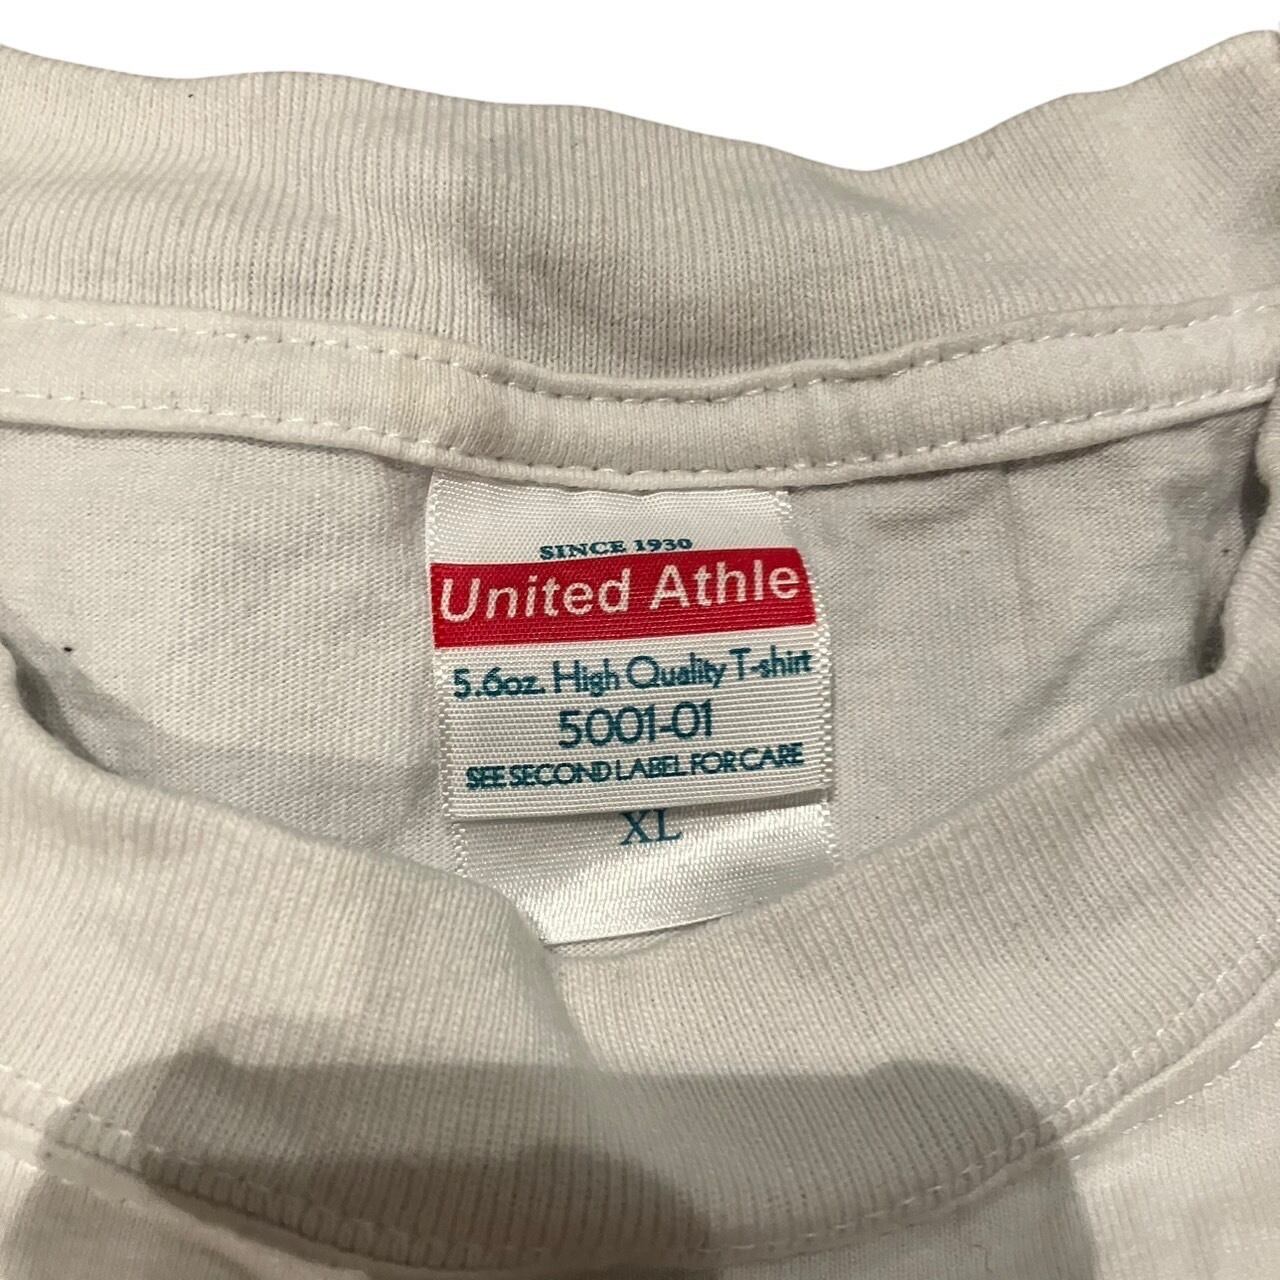 SINCE 1930
United Athle
5.6oz. High Quality T-shirt
5001-01
SEE SECOND LABEL FOR CARE
XL